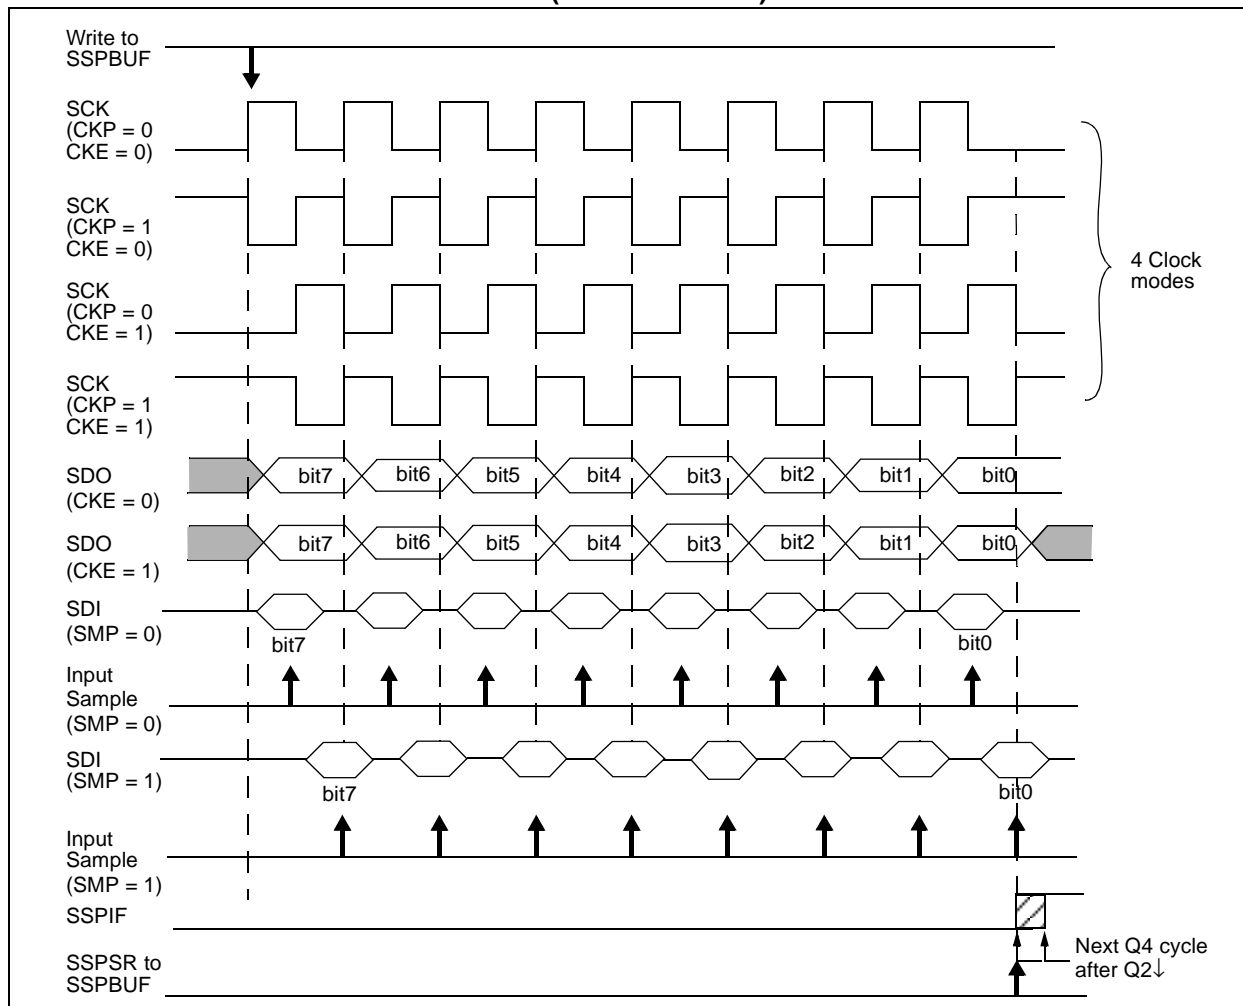 Write to
SSPBUF
SCK
(CKP = 0
CKE = 0)
SCK
(CKP = 1
CKE = 0)
4 Clock
modes
SCK
(CKP = 0
CKE = 1)
SCK
(CKP = 1
CKE = 1)
SDO
(CKE = 0)
bit7 bit6 bit5 bit4 bit3 bit2 bit1 bit0
SDO
(CKE = 1)
bit7 bit6 bit5 bit4 bit3 bit2 bit1 bit0
SDI
(SMP = 0)
bit7 bit0
Input
Sample
(SMP = 0)
SDI
(SMP = 1)
bit7 bit0
Input
Sample
(SMP = 1)
SSPIF
Next Q4 cycle
after Q2↓
SSPSR to
SSPBUF